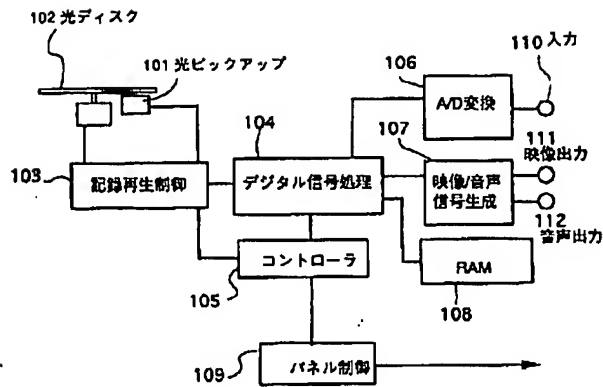 102 光ディスク
101 光ピックアップ
103
記録再生制御
104
デジタル信号処理
105
コントローラ
106
A/D変換
110 入力
107
映像/音声
信号生成
111
映像出力
112
音声出力
RAM
108
109
パネル制御